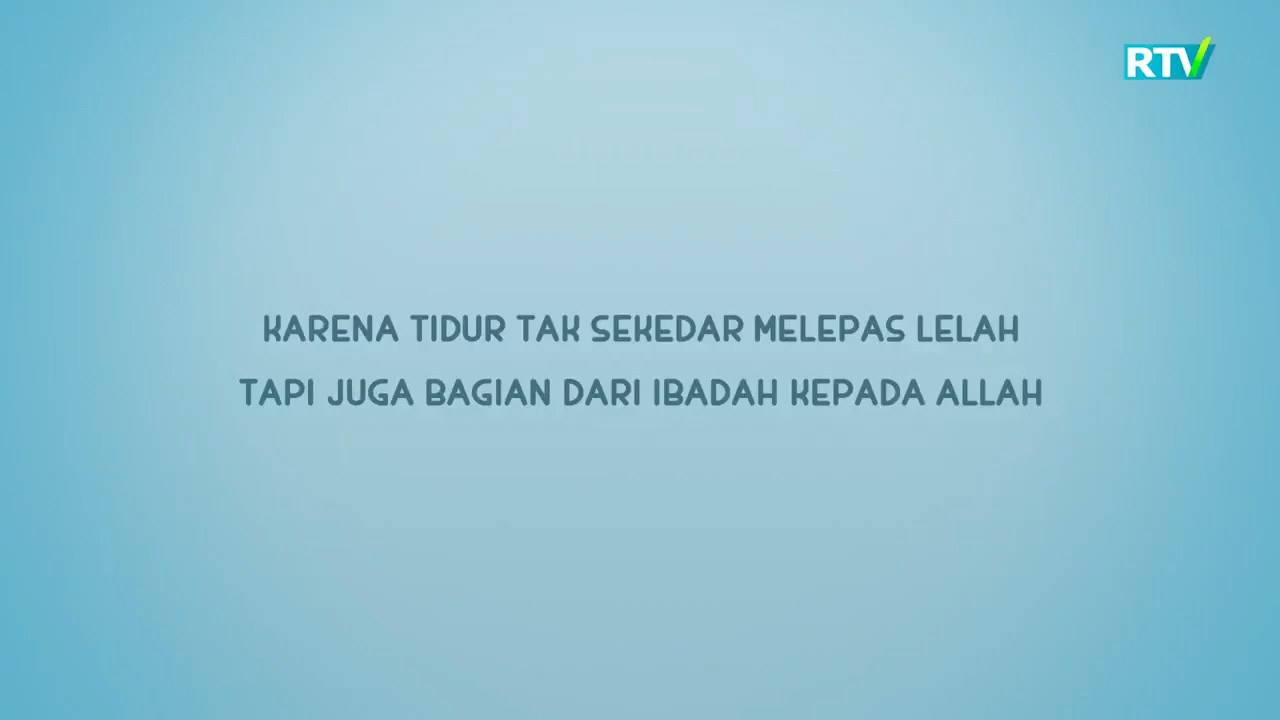 RTV
KARENA TIDUR TAK SEKEDAR MELEPAS LELAH
TAPI JUGA BAGIAN DARI IBADAH KEPADA ALLAH